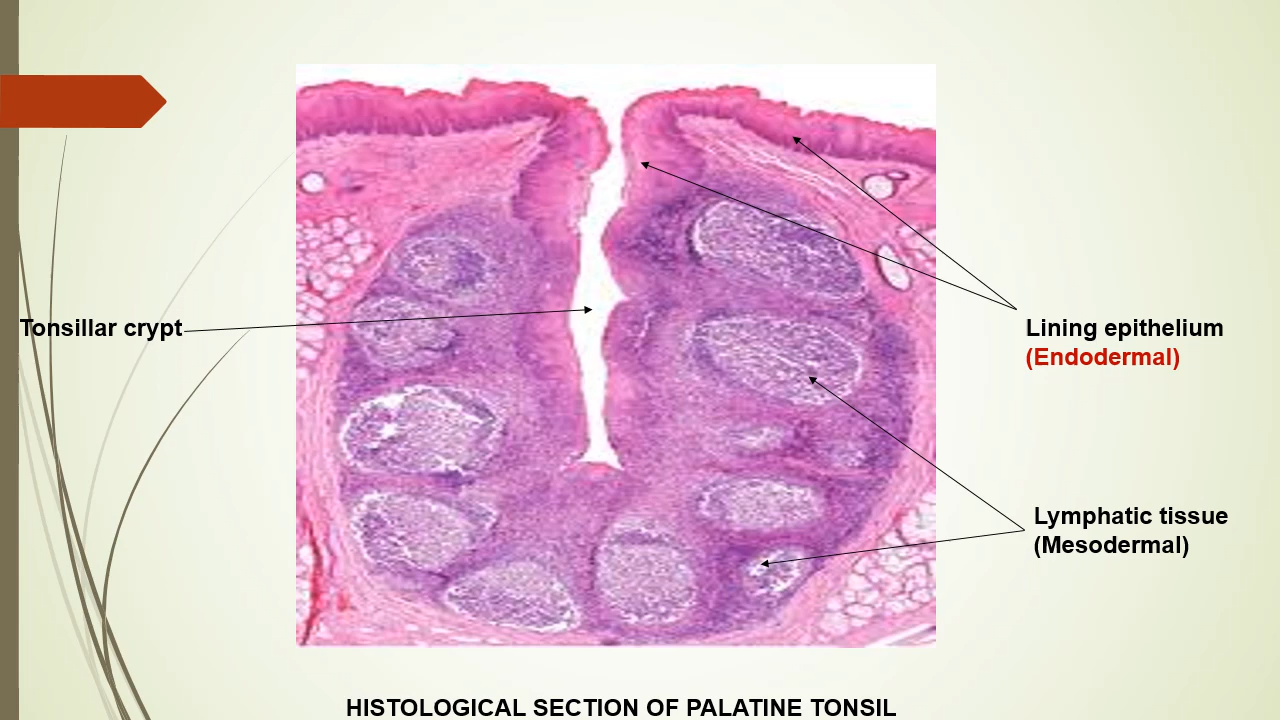 Tonsillar crypt
Lining epithelium
(Endodermal)
Lymphatic tissue
(Mesodermal)
HISTOLOGICAL SECTION OF PALATINE TONSIL